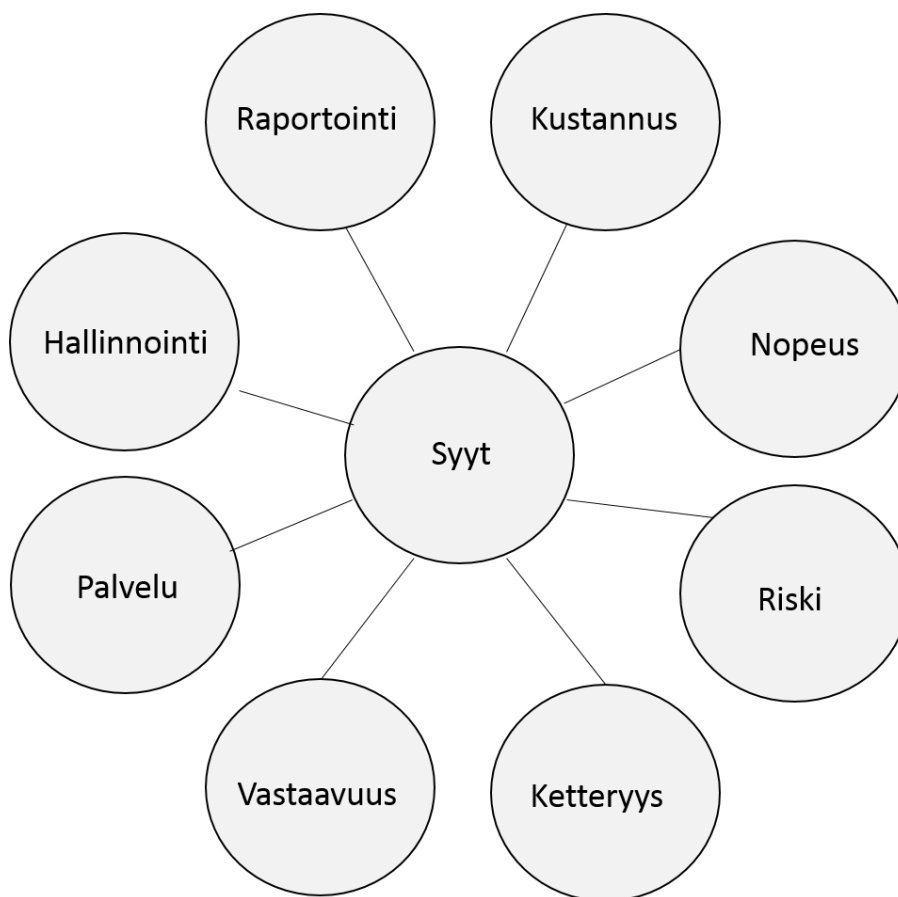 Raportointi
Kustannus
Hallinnointi
Nopeus
Syyt
Palvelu
Riski
Vastaavuus
Ketteryys